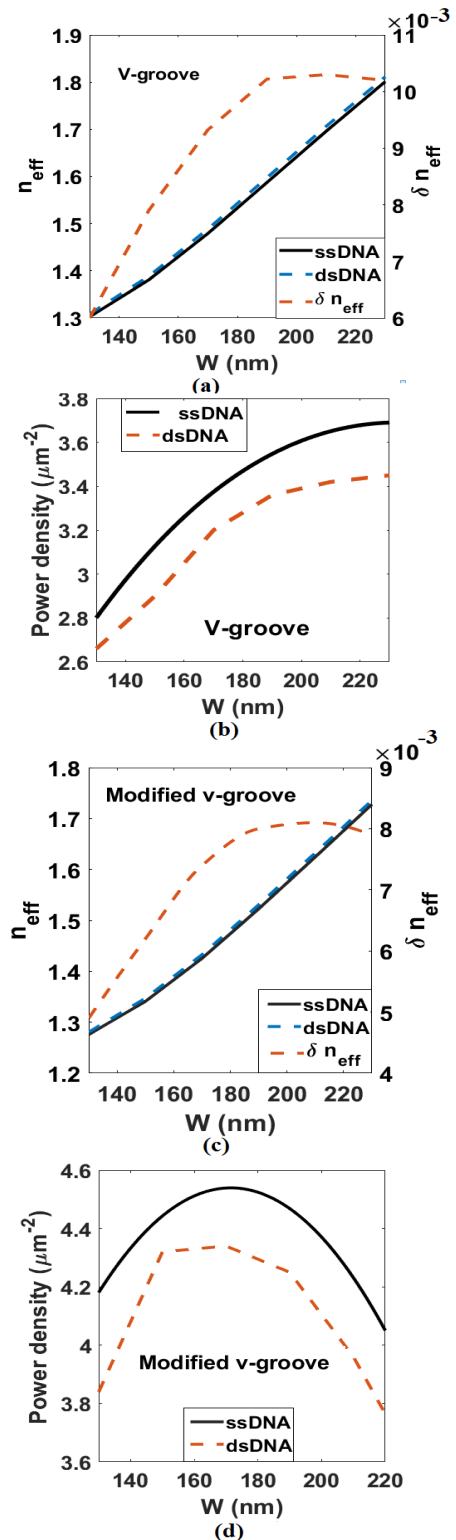 ×10⁻³
1.9
1.8
1.7
1.6
1.5
1.4
1.3
n_eff
V-groove
11
10
9
8
7
6
δ n_eff
ssDNA
dsDNA
δ n_eff
140 160 180 200 220
W (nm)
(a)
3.8
3.6
3.4
3.2
3
2.8
2.6
Power density (μm⁻²)
ssDNA
dsDNA
V-groove
140 160 180 200 220
W (nm)
(b)
×10⁻³
1.8
1.7
1.6
1.5
1.4
1.3
1.2
n_eff
Modified v-groove
9
8
7
6
5
4
δ n_eff
ssDNA
dsDNA
δ n_eff
140 160 180 200 220
W (nm)
(c)
4.6
4.4
4.2
4
3.8
3.6
Power density (μm⁻²)
Modified v-groove
ssDNA
dsDNA
140 160 180 200 220
W (nm)
(d)